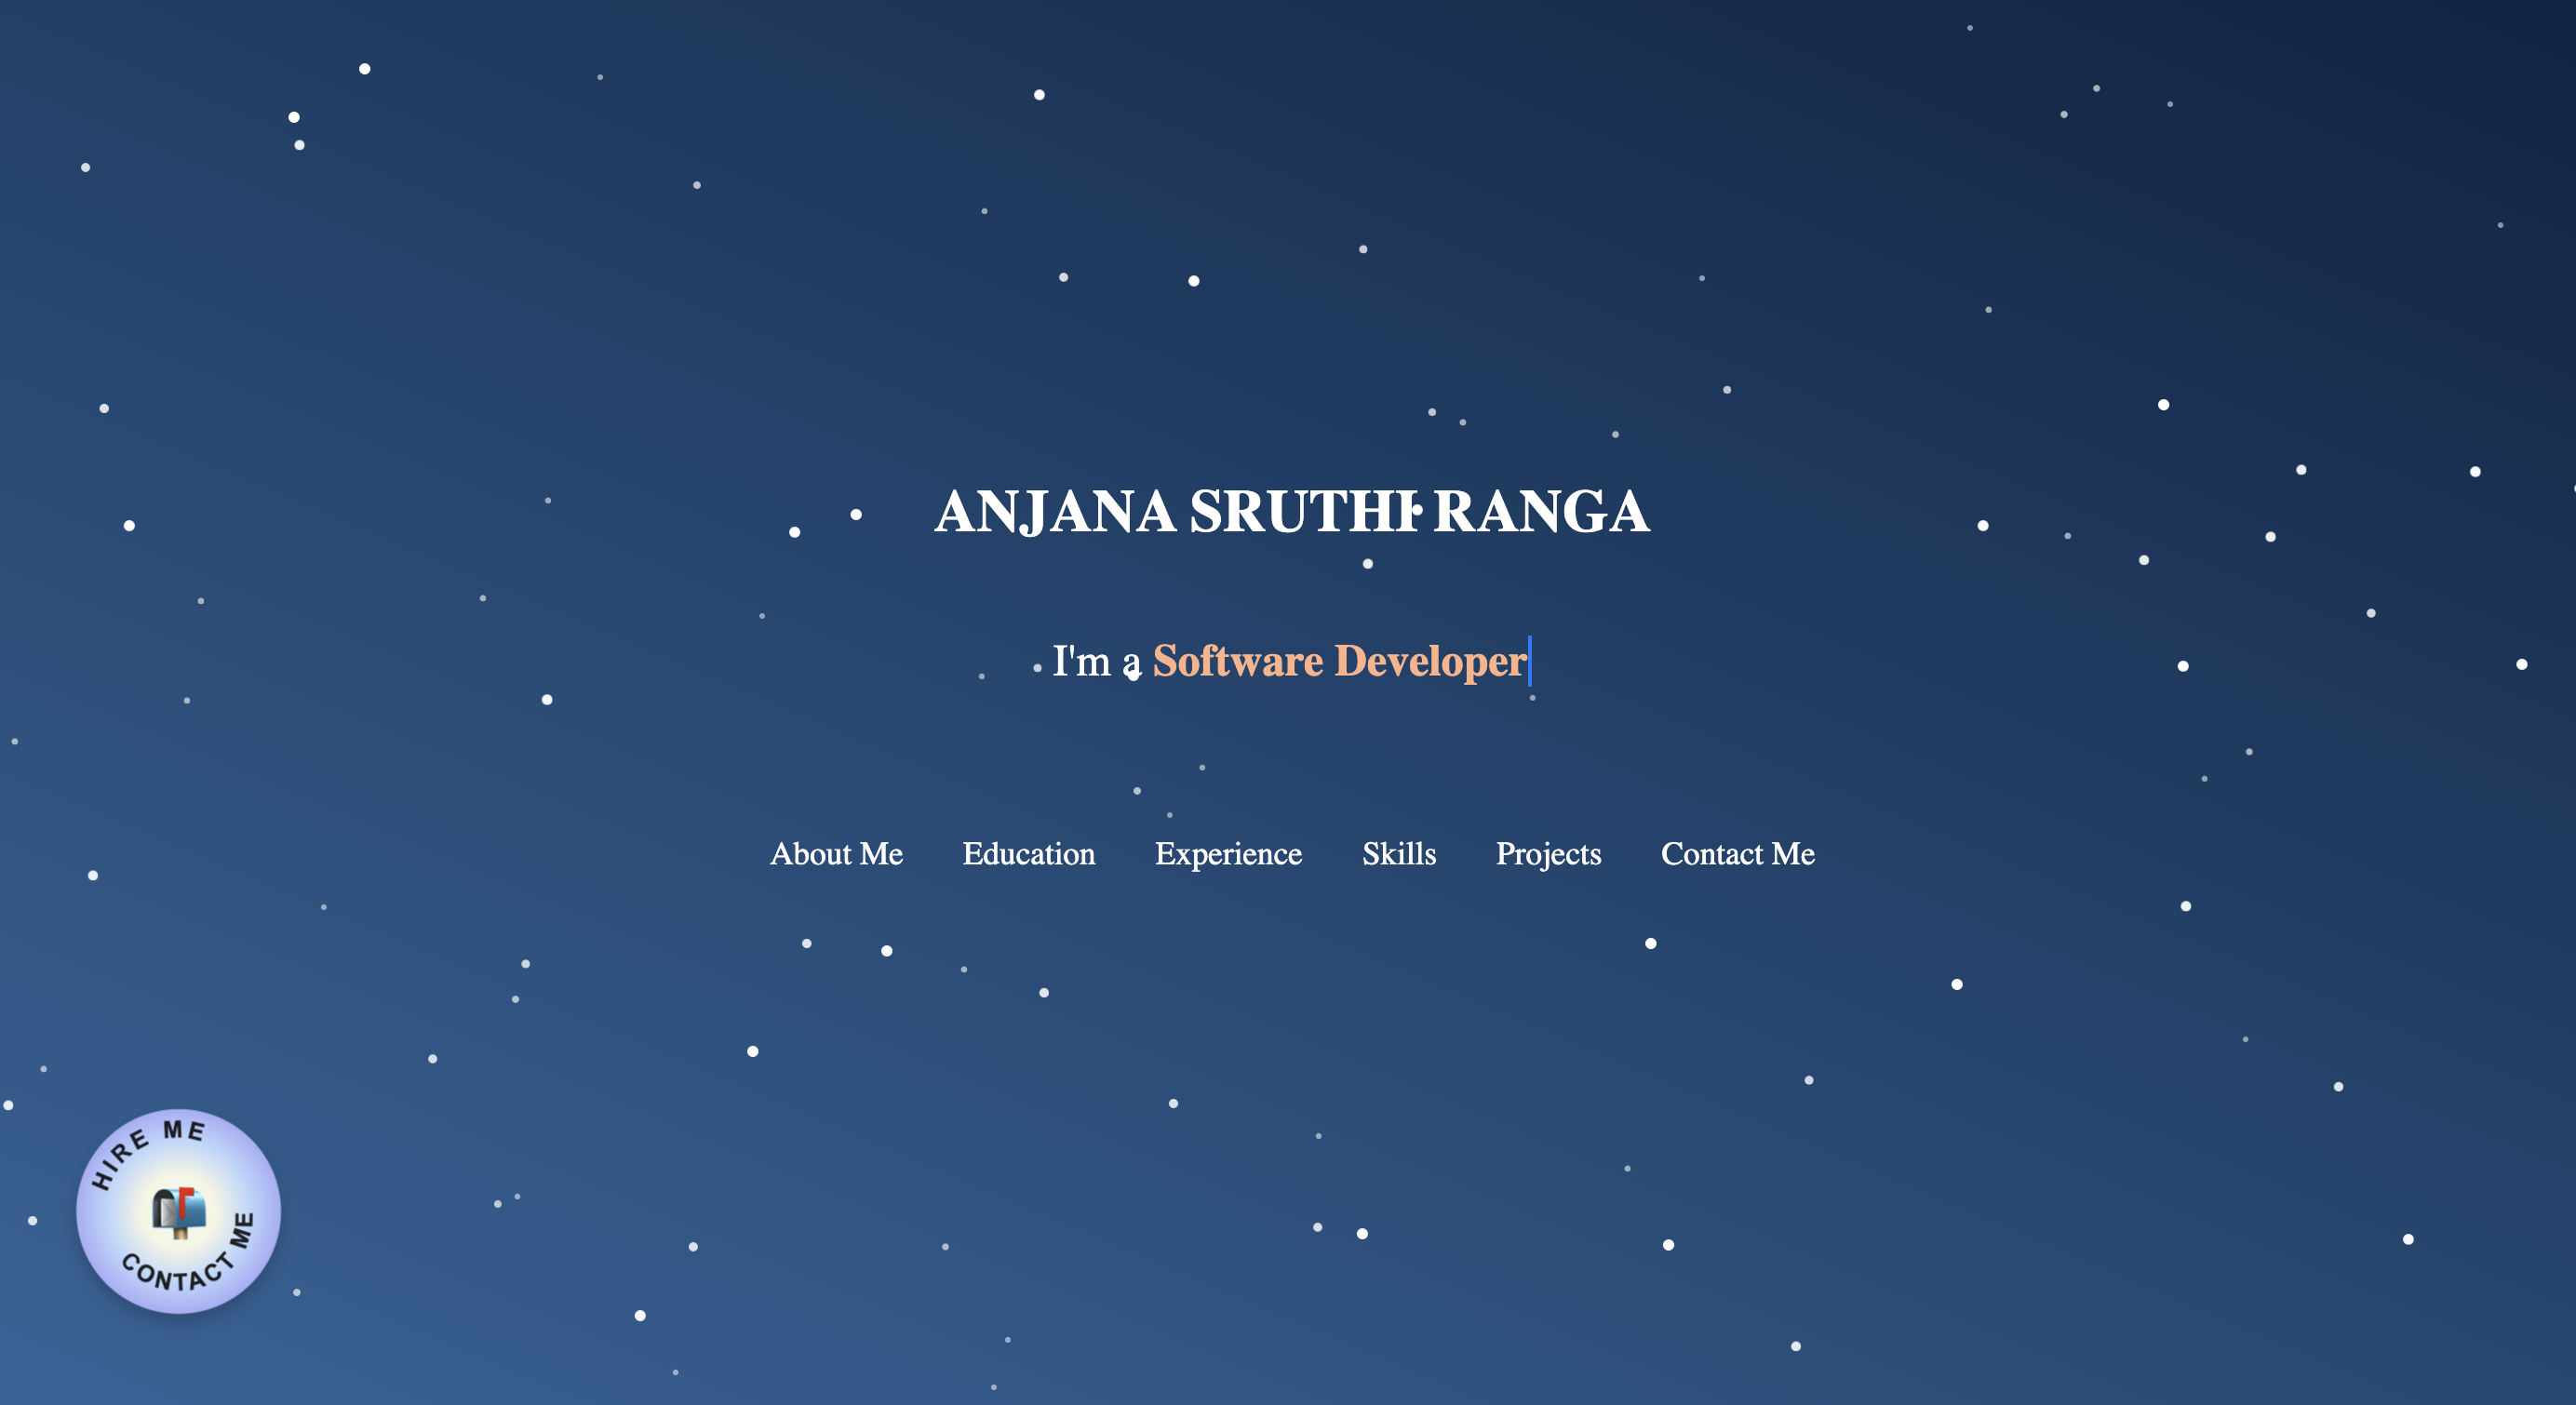 ANJANA SRUTHI RANGA
I'm a Software Developer
About Me Education Experience Skills Projects Contact Me
HIRE ME
CONTACT ME